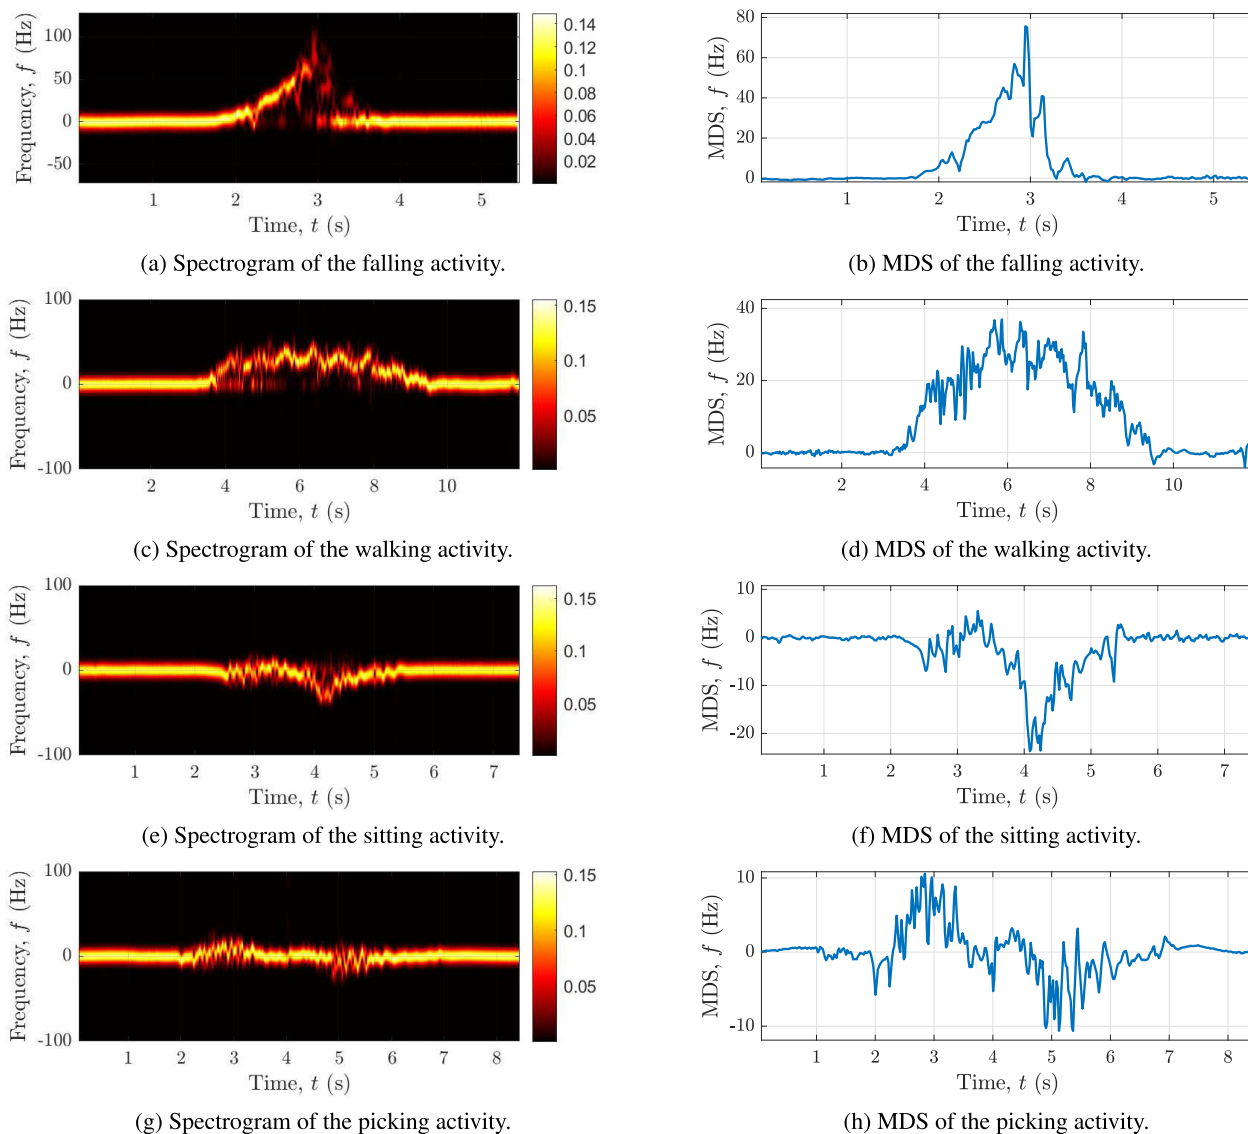 100
50
0
-50
Frequency, f (Hz)
1 2 3 4 5
Time, t (s)
0.14
0.12
0.1
0.08
0.06
0.04
0.02
(a) Spectrogram of the falling activity.
80
60
40
20
0
MDS, f (Hz)
1 2 3 4 5
Time, t (s)
(b) MDS of the falling activity.
100
0
-100
Frequency, f (Hz)
2 4 6 8 10
Time, t (s)
0.15
0.1
0.05
(c) Spectrogram of the walking activity.
40
20
0
MDS, f (Hz)
2 4 6 8 10
Time, t (s)
(d) MDS of the walking activity.
100
0
-100
Frequency, f (Hz)
1 2 3 4 5 6 7
Time, t (s)
0.15
0.1
0.05
(e) Spectrogram of the sitting activity.
10
0
-10
-20
MDS, f (Hz)
1 2 3 4 5 6 7
Time, t (s)
(f) MDS of the sitting activity.
100
0
-100
Frequency, f (Hz)
1 2 3 4 5 6 7 8
Time, t (s)
0.15
0.1
0.05
(g) Spectrogram of the picking activity.
10
0
-10
MDS, f (Hz)
1 2 3 4 5 6 7 8
Time, t (s)
(h) MDS of the picking activity.